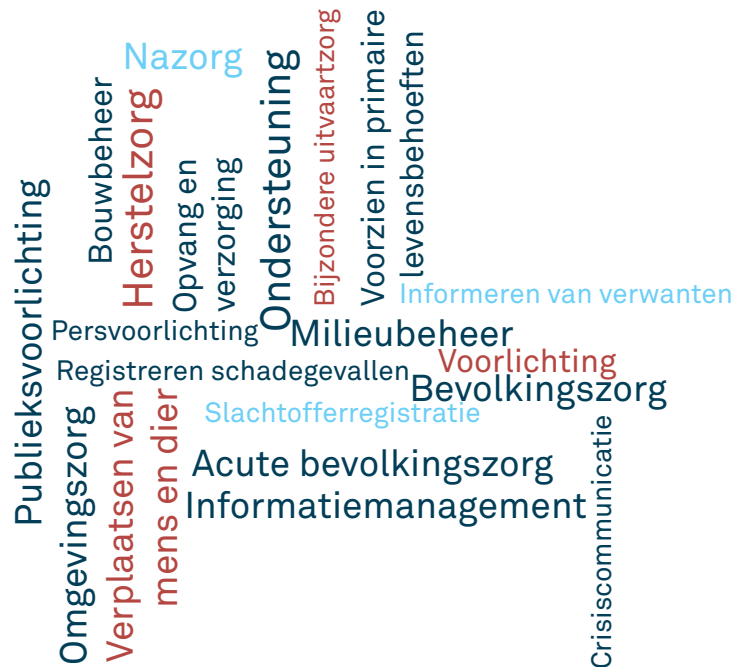 Nazorg
Bouwbeheer
Herstelzorg
Opvang en
verzorging
Ondersteuning
Bijzondere uitvaartzorg
Voorzien in primaire
levensbehoeften
Publieksvoorlichting
Informeren van verwanten
Persvoorlichting
Milieubeheer
Voorlichting
Registreren schadegevallen
Bevolkingszorg
Slachtofferregistratie
Omgevingszorg
Verplaatsen van
mens en dier
Acute bevolkingszorg
Informatiemanagement
Crisiscommunicatie